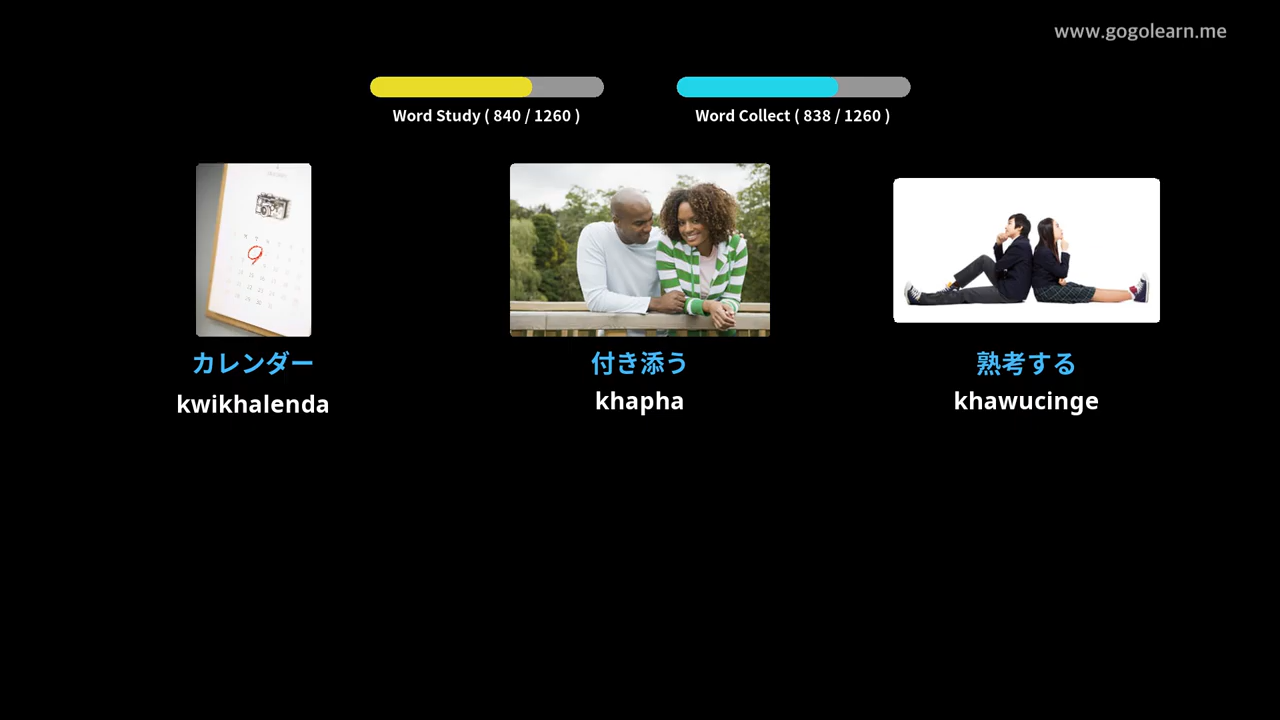 www.gogolearn.me
Word Study ( 840 / 1260 )
Word Collect ( 838 / 1260 )
カレンダー
付き添う
熟考する
kwikhalenda
khapha
khawucinge